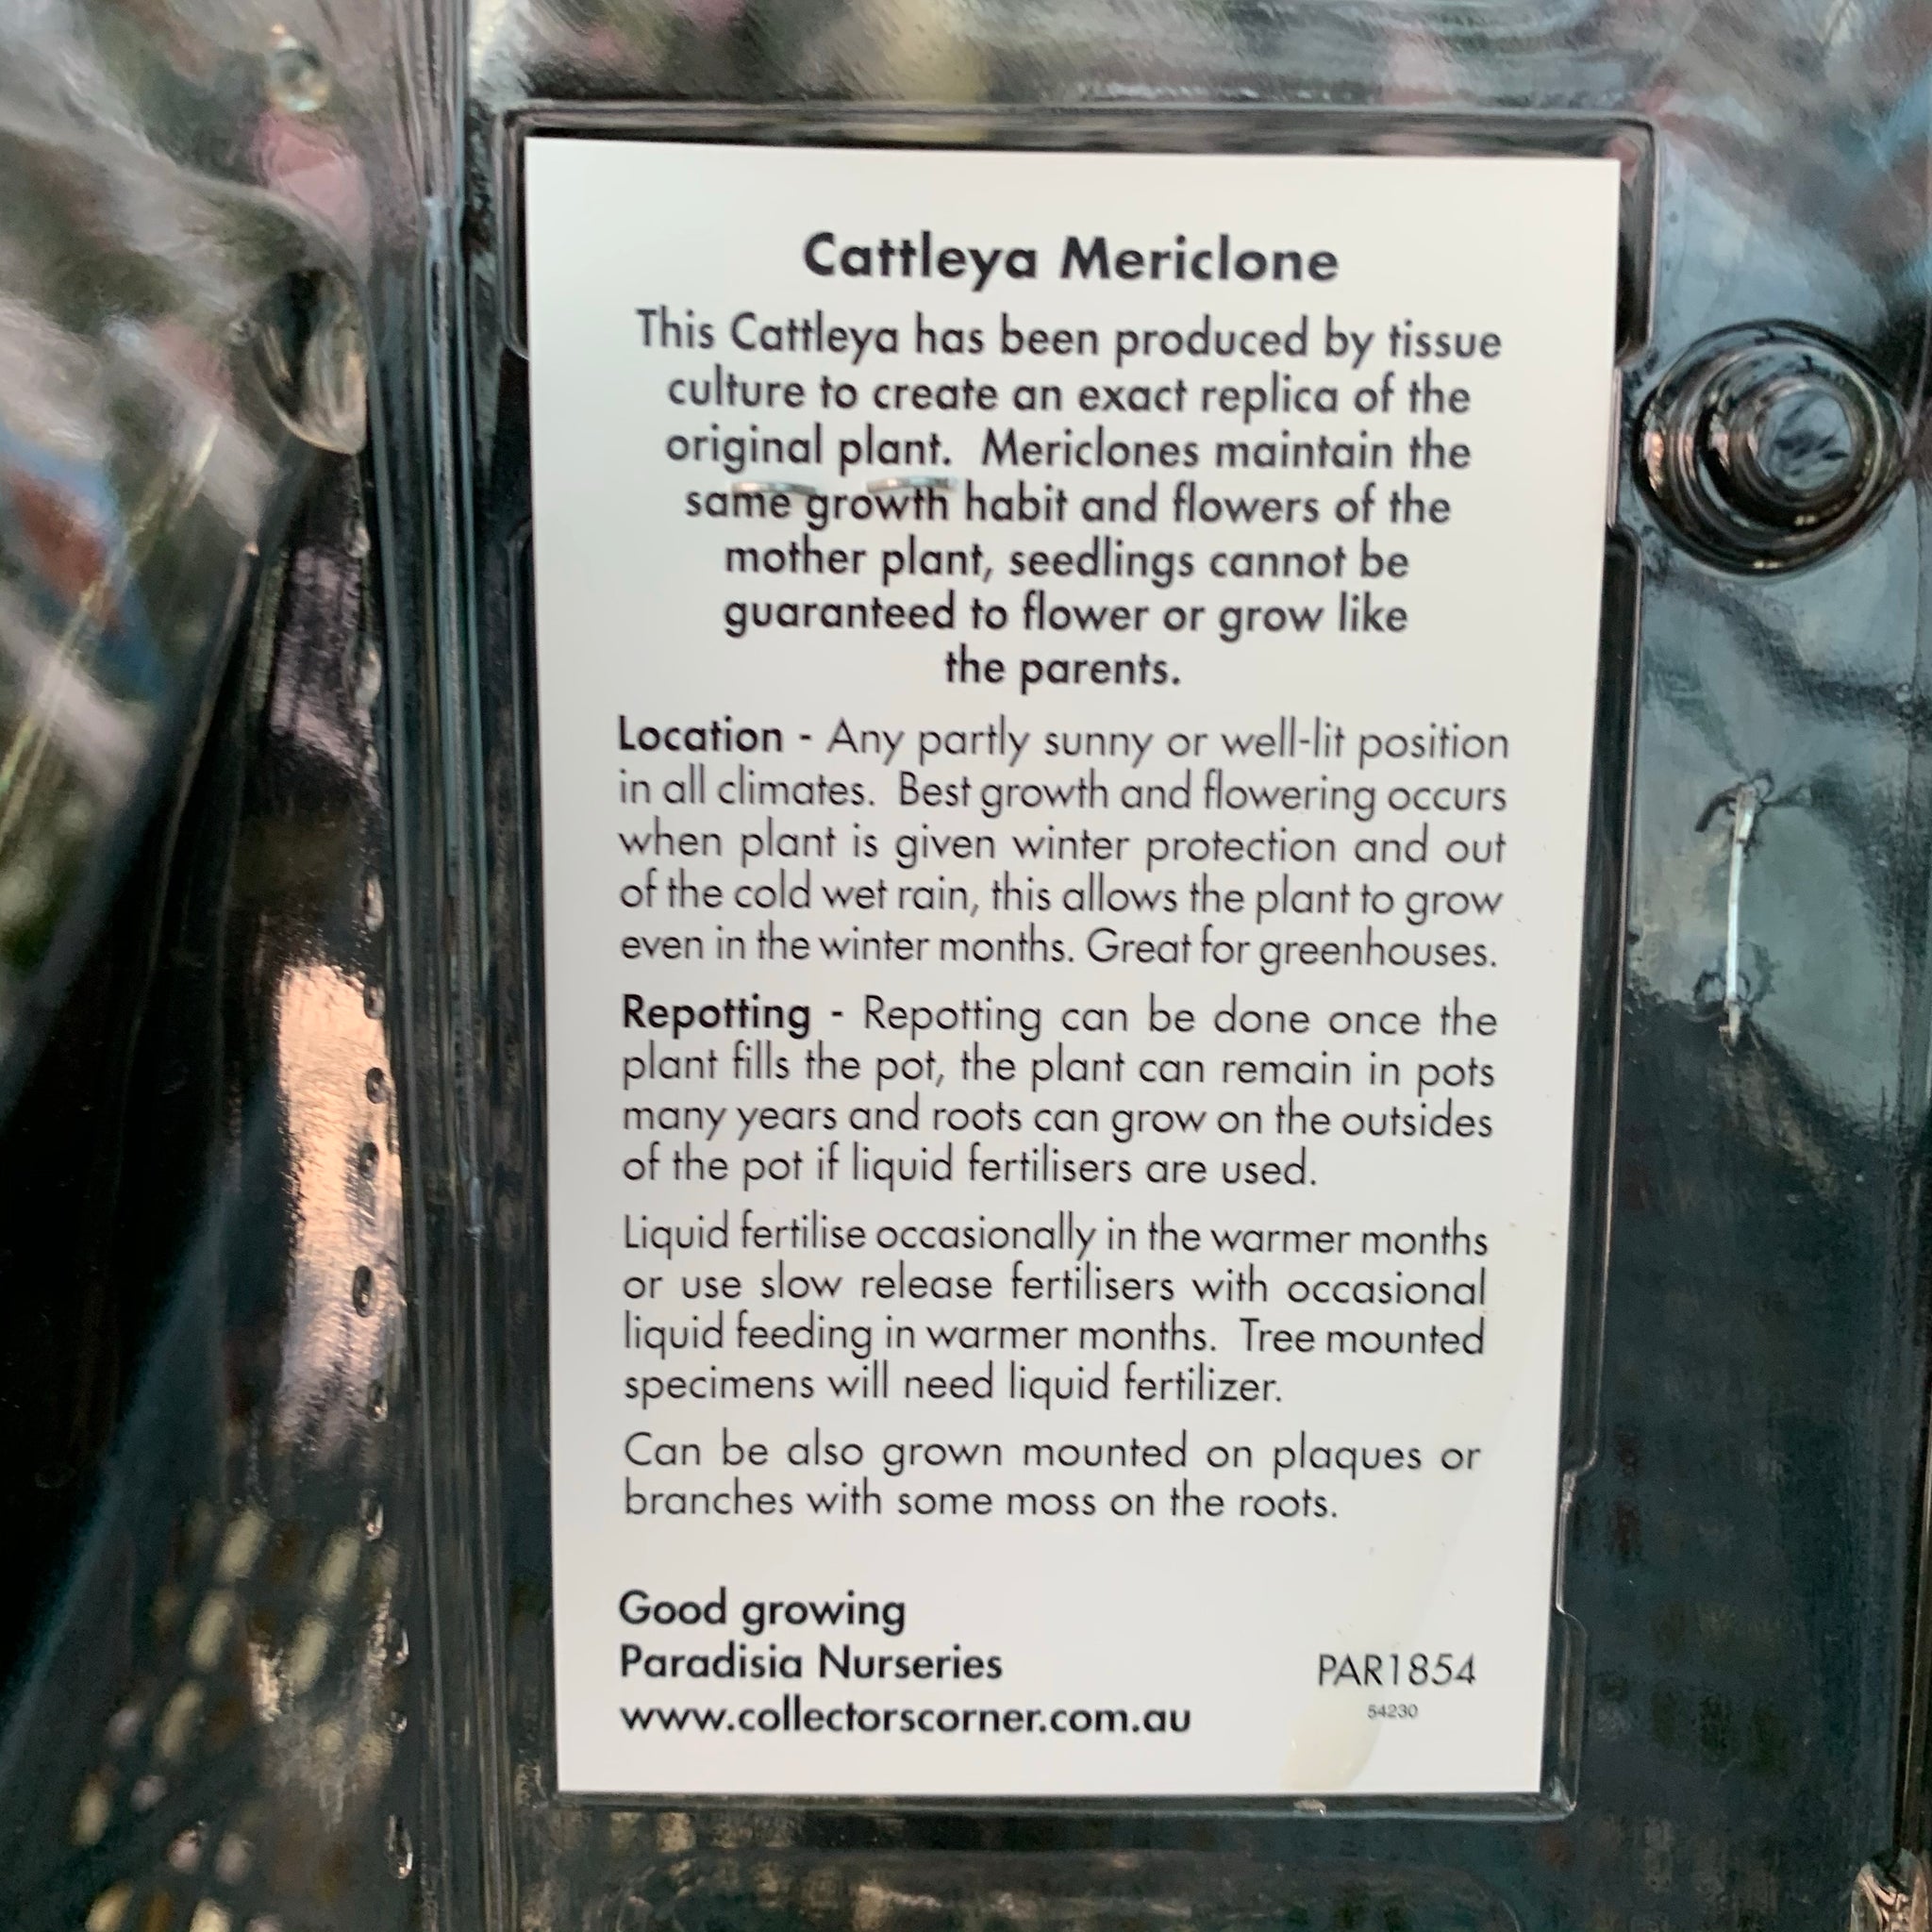 Cattleya Mericlone
This Cattleya has been produced by tissue
culture to create an exact replica of the
original plant.  Mericlones maintain the
same growth habit and flowers of the
mother plant, seedlings cannot be
guaranteed to flower or grow like
the parents.
Location - Any partly sunny or well-lit position
in all climates.  Best growth and flowering occurs
when plant is given winter protection and out
of the cold wet rain, this allows the plant to grow
even in the winter months. Great for greenhouses.
Repotting - Repotting can be done once the
plant fills the pot, the plant can remain in pots
many years and roots can grow on the outsides
of the pot if liquid fertilisers are used.
Liquid fertilise occasionally in the warmer months
or use slow release fertilisers with occasional
liquid feeding in warmer months.  Tree mounted
specimens will need liquid fertilizer.
Can be also grown mounted on plaques or
branches with some moss on the roots.
Good growing
Paradisia Nurseries
www.collectorscorner.com.au
PAR1854
54230